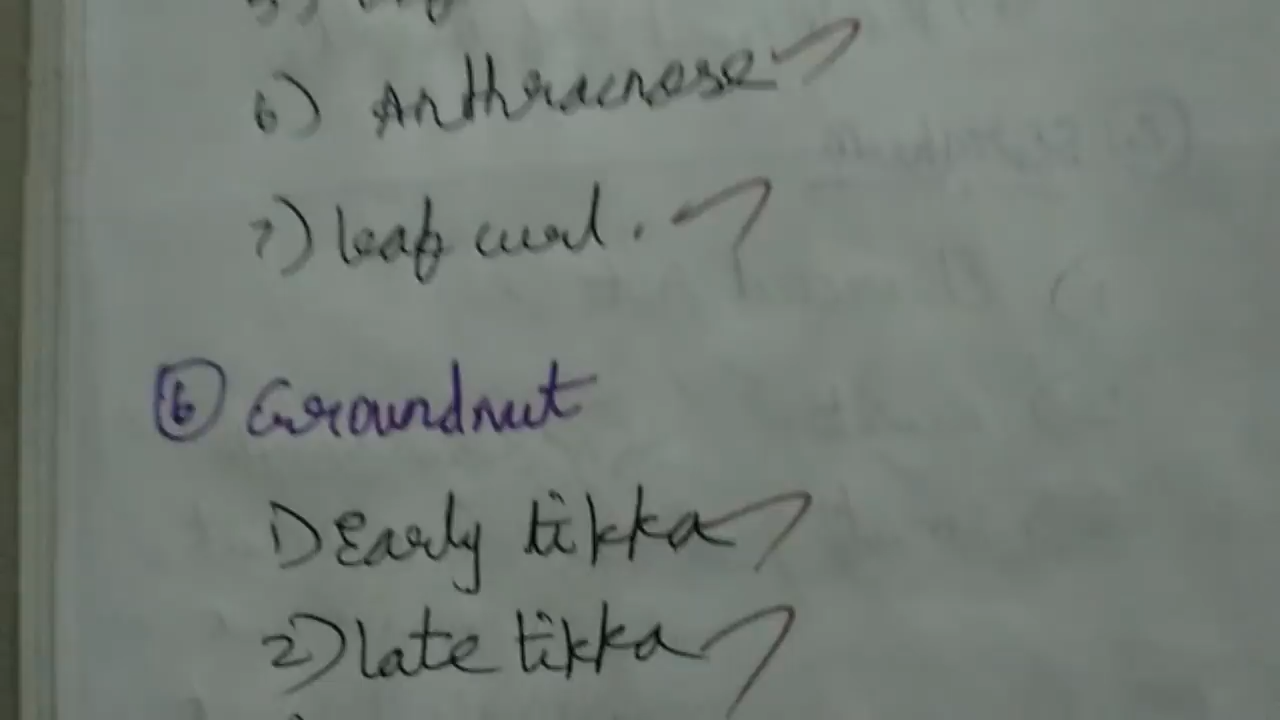 6) Anthracnose
7) leaf curl.
⑥ Groundnut
1) Early tikka
2) late tikka